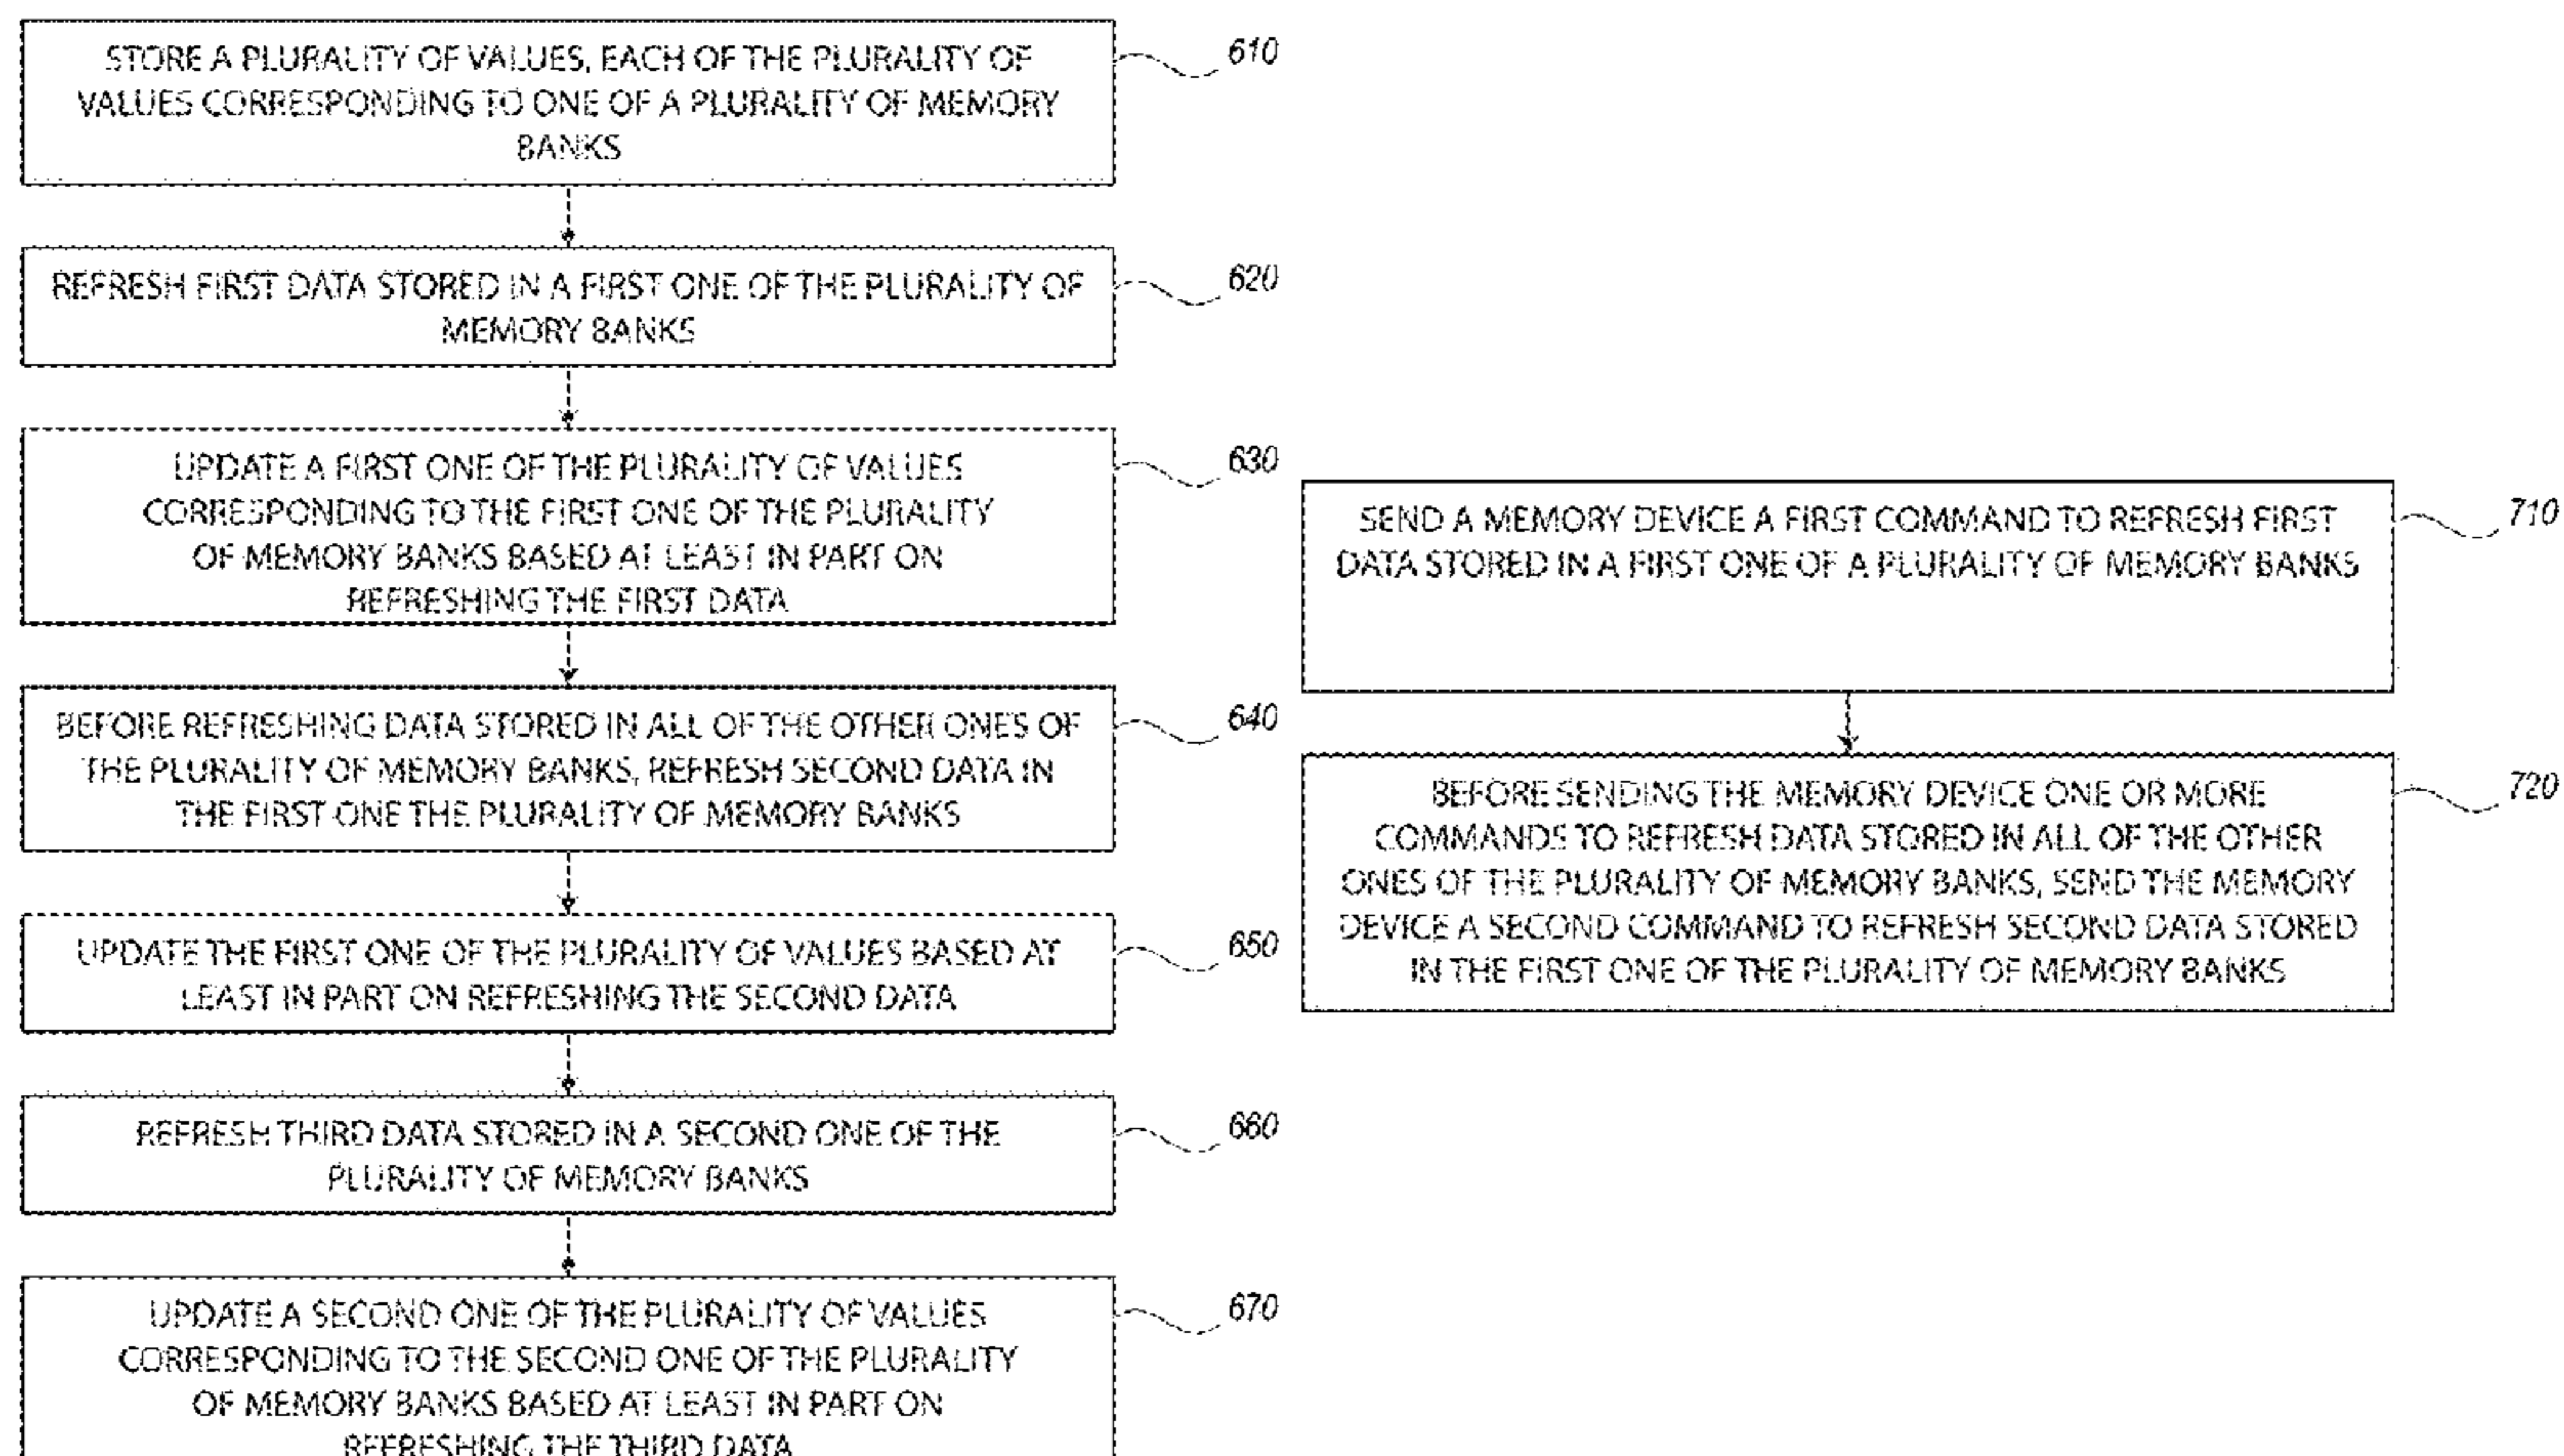 STORE A PLURALITY OF VALUES, EACH OF THE PLURALITY OF
VALUES CORRESPONDING TO ONE OF A PLURALITY OF MEMORY
BANKS
610
REFRESH FIRST DATA STORED IN A FIRST ONE OF THE PLURALITY OF
MEMORY BANKS
620
UPDATE A FIRST ONE OF THE PLURALITY OF VALUES
CORRESPONDING TO THE FIRST ONE OF THE PLURALITY
OF MEMORY BANKS BASED AT LEAST IN PART ON
REFRESHING THE FIRST DATA
630
BEFORE REFRESHING DATA STORED IN ALL OF THE OTHER ONES OF
THE PLURALITY OF MEMORY BANKS, REFRESH SECOND DATA IN
THE FIRST ONE THE PLURALITY OF MEMORY BANKS
640
UPDATE THE FIRST ONE OF THE PLURALITY OF VALUES BASED AT
LEAST IN PART ON REFRESHING THE SECOND DATA
650
REFRESH THIRD DATA STORED IN A SECOND ONE OF THE
PLURALITY OF MEMORY BANKS
660
UPDATE A SECOND ONE OF THE PLURALITY OF VALUES
CORRESPONDING TO THE SECOND ONE OF THE PLURALITY
OF MEMORY BANKS BASED AT LEAST IN PART ON
REFRESHING THE THIRD DATA
670
SEND A MEMORY DEVICE A FIRST COMMAND TO REFRESH FIRST
DATA STORED IN A FIRST ONE OF A PLURALITY OF MEMORY BANKS
710
BEFORE SENDING THE MEMORY DEVICE ONE OR MORE
COMMANDS TO REFRESH DATA STORED IN ALL OF THE OTHER
ONES OF THE PLURALITY OF MEMORY BANKS, SEND THE MEMORY
DEVICE A SECOND COMMAND TO REFRESH SECOND DATA STORED
IN THE FIRST ONE OF THE PLURALITY OF MEMORY BANKS
720